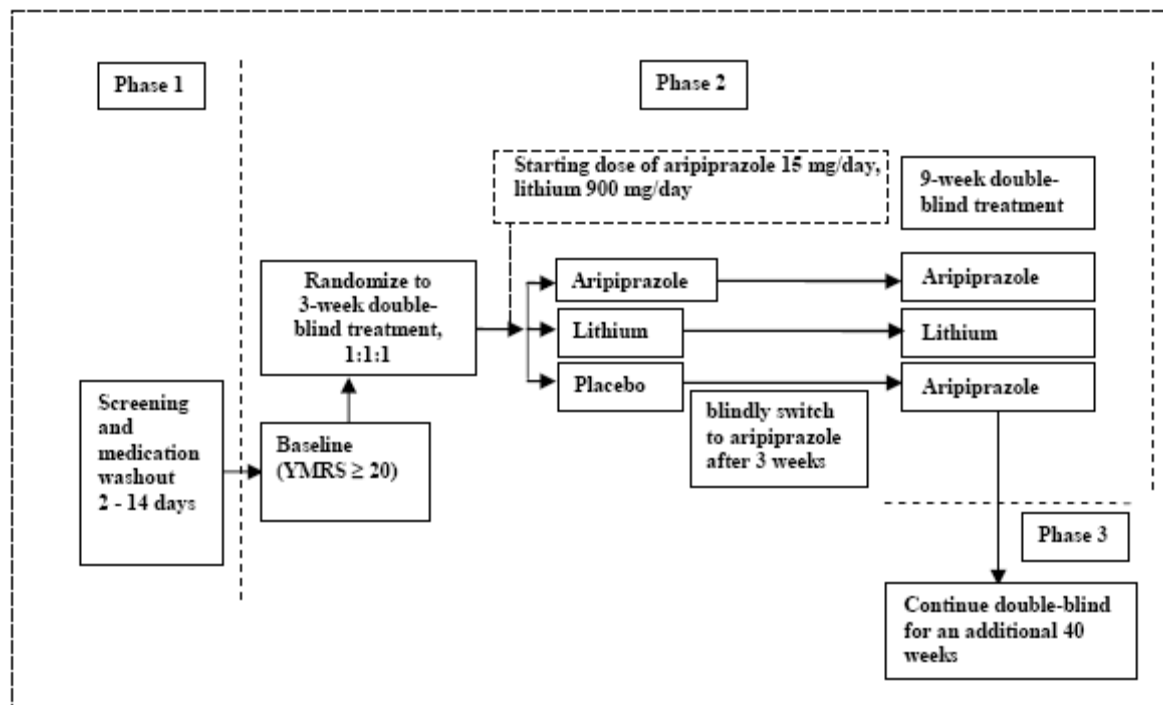 Phase 1
Phase 2
Starting dose of aripiprazole 15 mg/day,
lithium 900 mg/day
9-week double-
blind treatment
Randomize to
3-week double-
blind treatment,
1:1:1
Aripiprazole
Aripiprazole
Lithium
Lithium
Placebo
Aripiprazole
blindly switch
to aripiprazole
after 3 weeks
Screening
and
medication
washout
2 - 14 days
Baseline
(YMRS ≥ 20)
Phase 3
Continue double-blind
for an additional 40
weeks